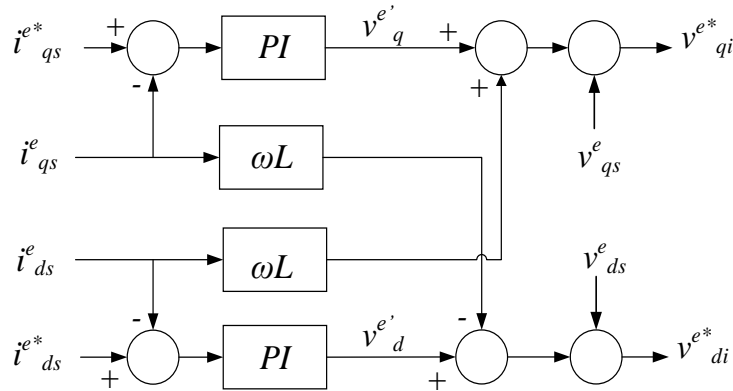 i^{e*}_{qs} + PI v^{e'}_{q} + v^{e*}_{qi}
- +
i^{e}_{qs} ωL v^{e}_{qs}
i^{e}_{ds} ωL v^{e}_{ds}
- -
i^{e*}_{ds} + PI v^{e'}_{d} + v^{e*}_{di}